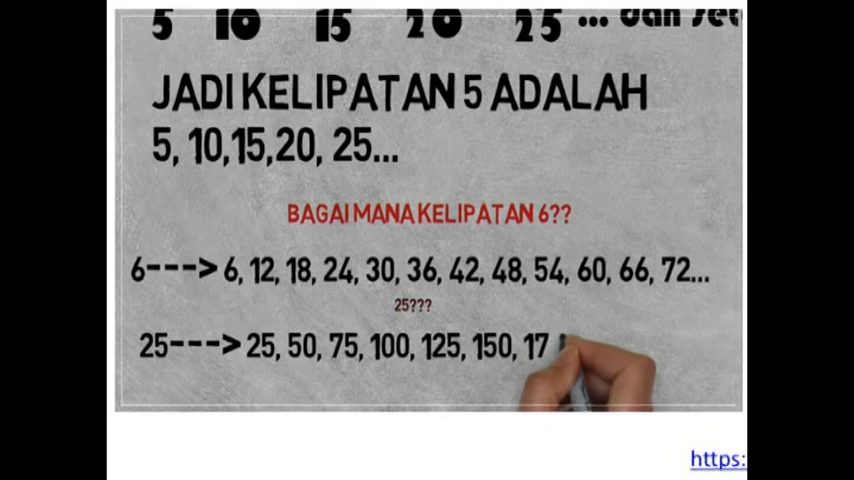 5 10 15 20 25 ... dan
JADI KELIPATAN 5 ADALAH
5, 10,15,20, 25...
BAGAI MANA KELIPATAN 6??
6---> 6, 12, 18, 24, 30, 36, 42, 48, 54, 60, 66, 72...
25???
25---> 25, 50, 75, 100, 125, 150, 17
https: